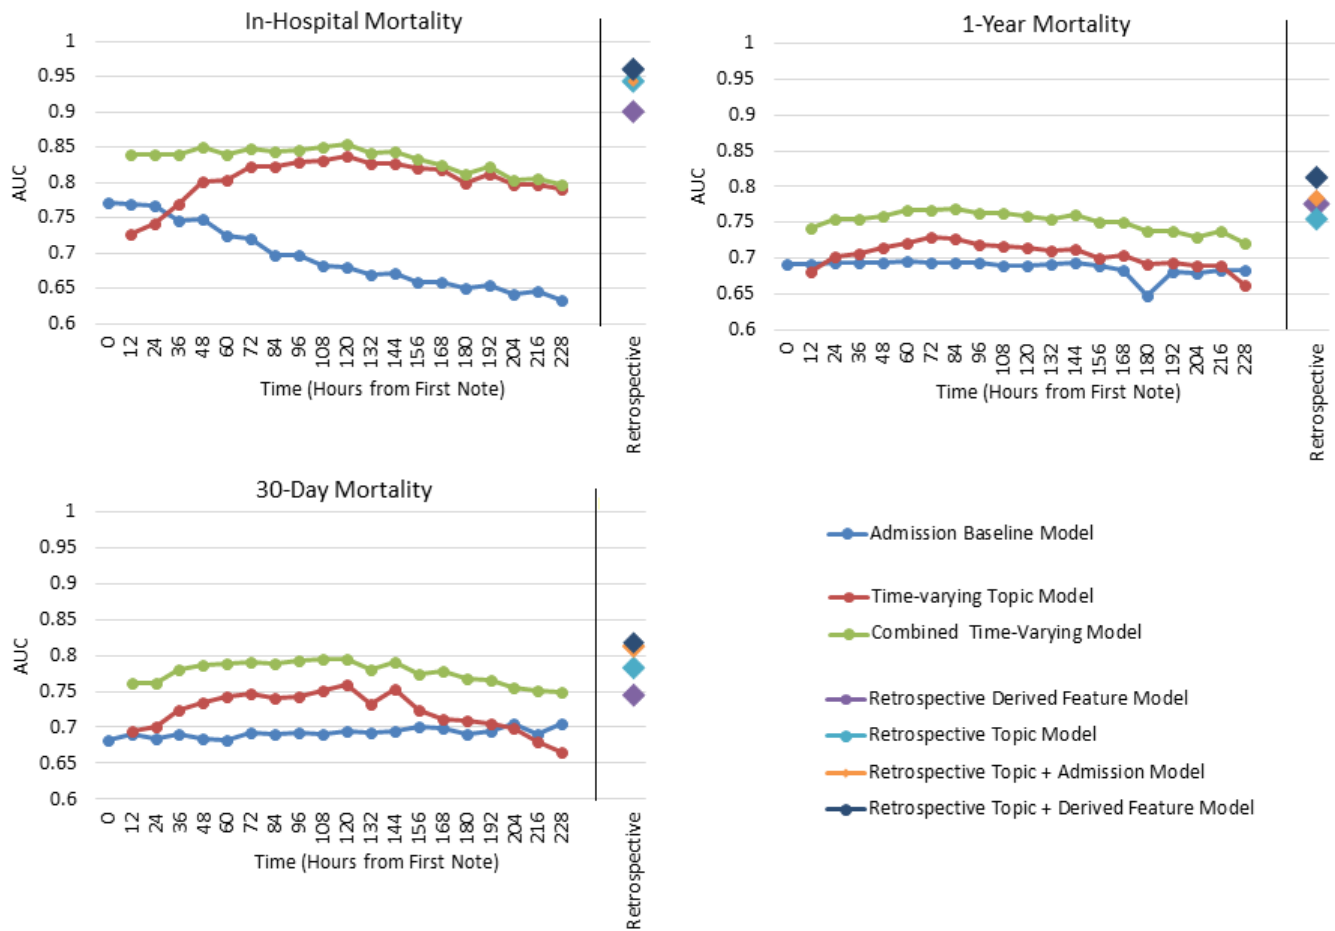 In-Hospital Mortality
1
0.95
0.9
0.85
0.8
0.75
0.7
0.65
0.6
AUC
0 12 24 36 48 60 72 84 96 108 120 132 144 156 168 180 192 204 216 228
Time (Hours from First Note)
Retrospective
1-Year Mortality
1
0.95
0.9
0.85
0.8
0.75
0.7
0.65
0.6
AUC
0 12 24 36 48 60 72 84 96 108 120 132 144 156 168 180 192 204 216 228
Time (Hours from First Note)
Retrospective
30-Day Mortality
1
0.95
0.9
0.85
0.8
0.75
0.7
0.65
0.6
AUC
0 12 24 36 48 60 72 84 96 108 120 132 144 156 168 180 192 204 216 228
Time (Hours from First Note)
Retrospective
Admission Baseline Model
Time-varying Topic Model
Combined Time-Varying Model
Retrospective Derived Feature Model
Retrospective Topic Model
Retrospective Topic + Admission Model
Retrospective Topic + Derived Feature Model